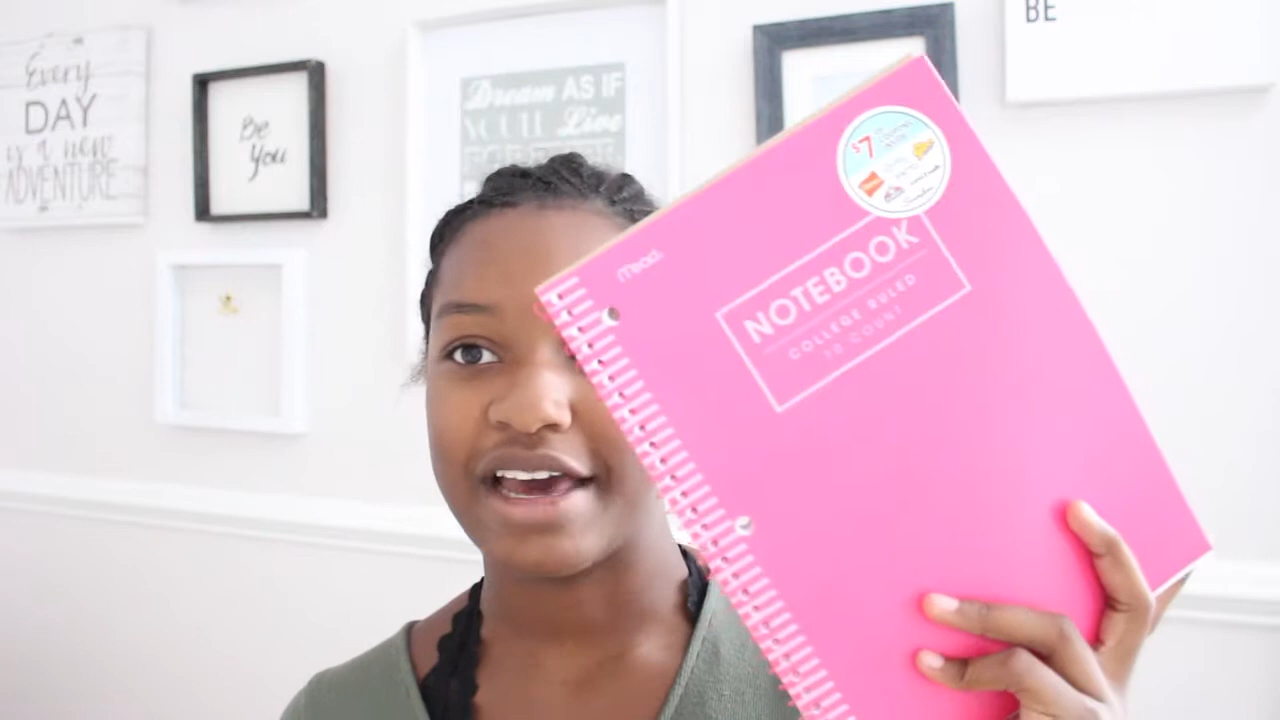 Every
DAY
is a new
ADVENTURE
Be
You
Dream AS IF
YOU'LL Live
BE
Mead
$7
NOTEBOOK
COLLEGE RULED